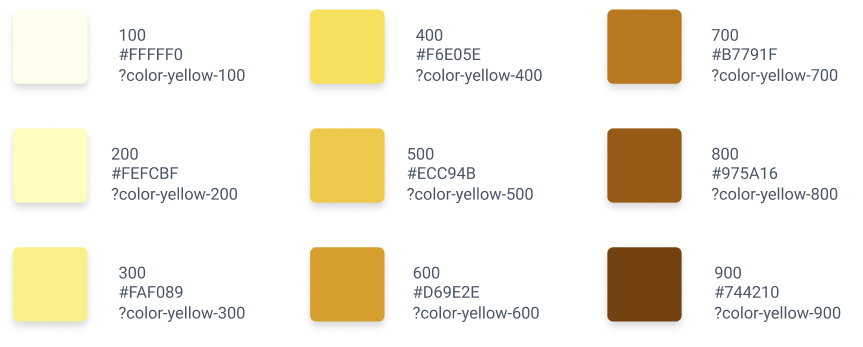 100
#FFFFF0
?color-yellow-100
200
#FEFCBF
?color-yellow-200
300
#FAF089
?color-yellow-300
400
#F6E05E
?color-yellow-400
500
#ECC94B
?color-yellow-500
600
#D69E2E
?color-yellow-600
700
#B7791F
?color-yellow-700
800
#975A16
?color-yellow-800
900
#744210
?color-yellow-900